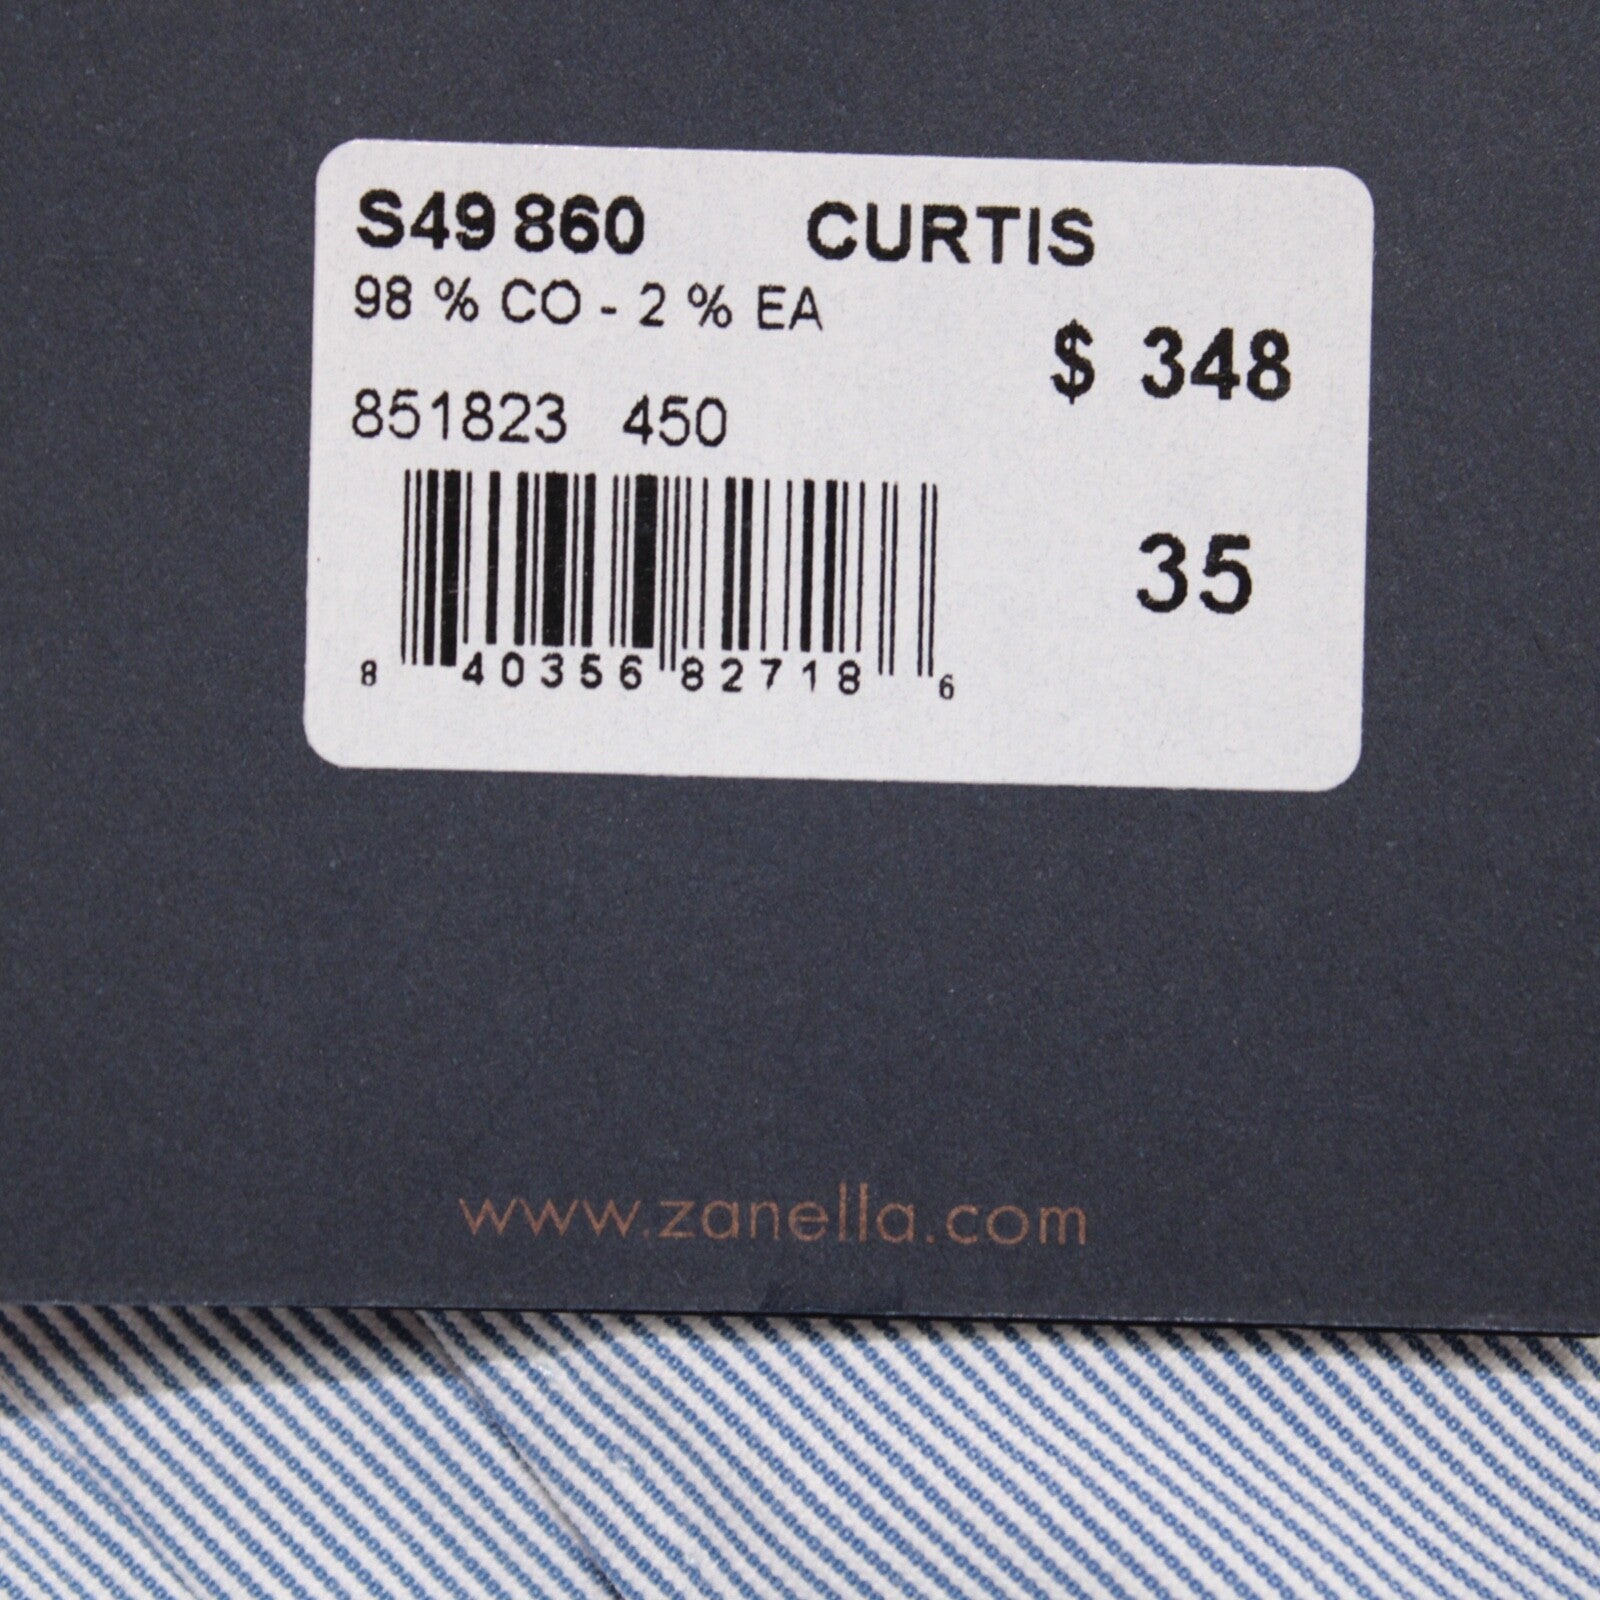 S49 860 CURTIS
98 % CO - 2 % EA
$ 348
851823 450
35
8 40356 82718 6
www.zanella.com